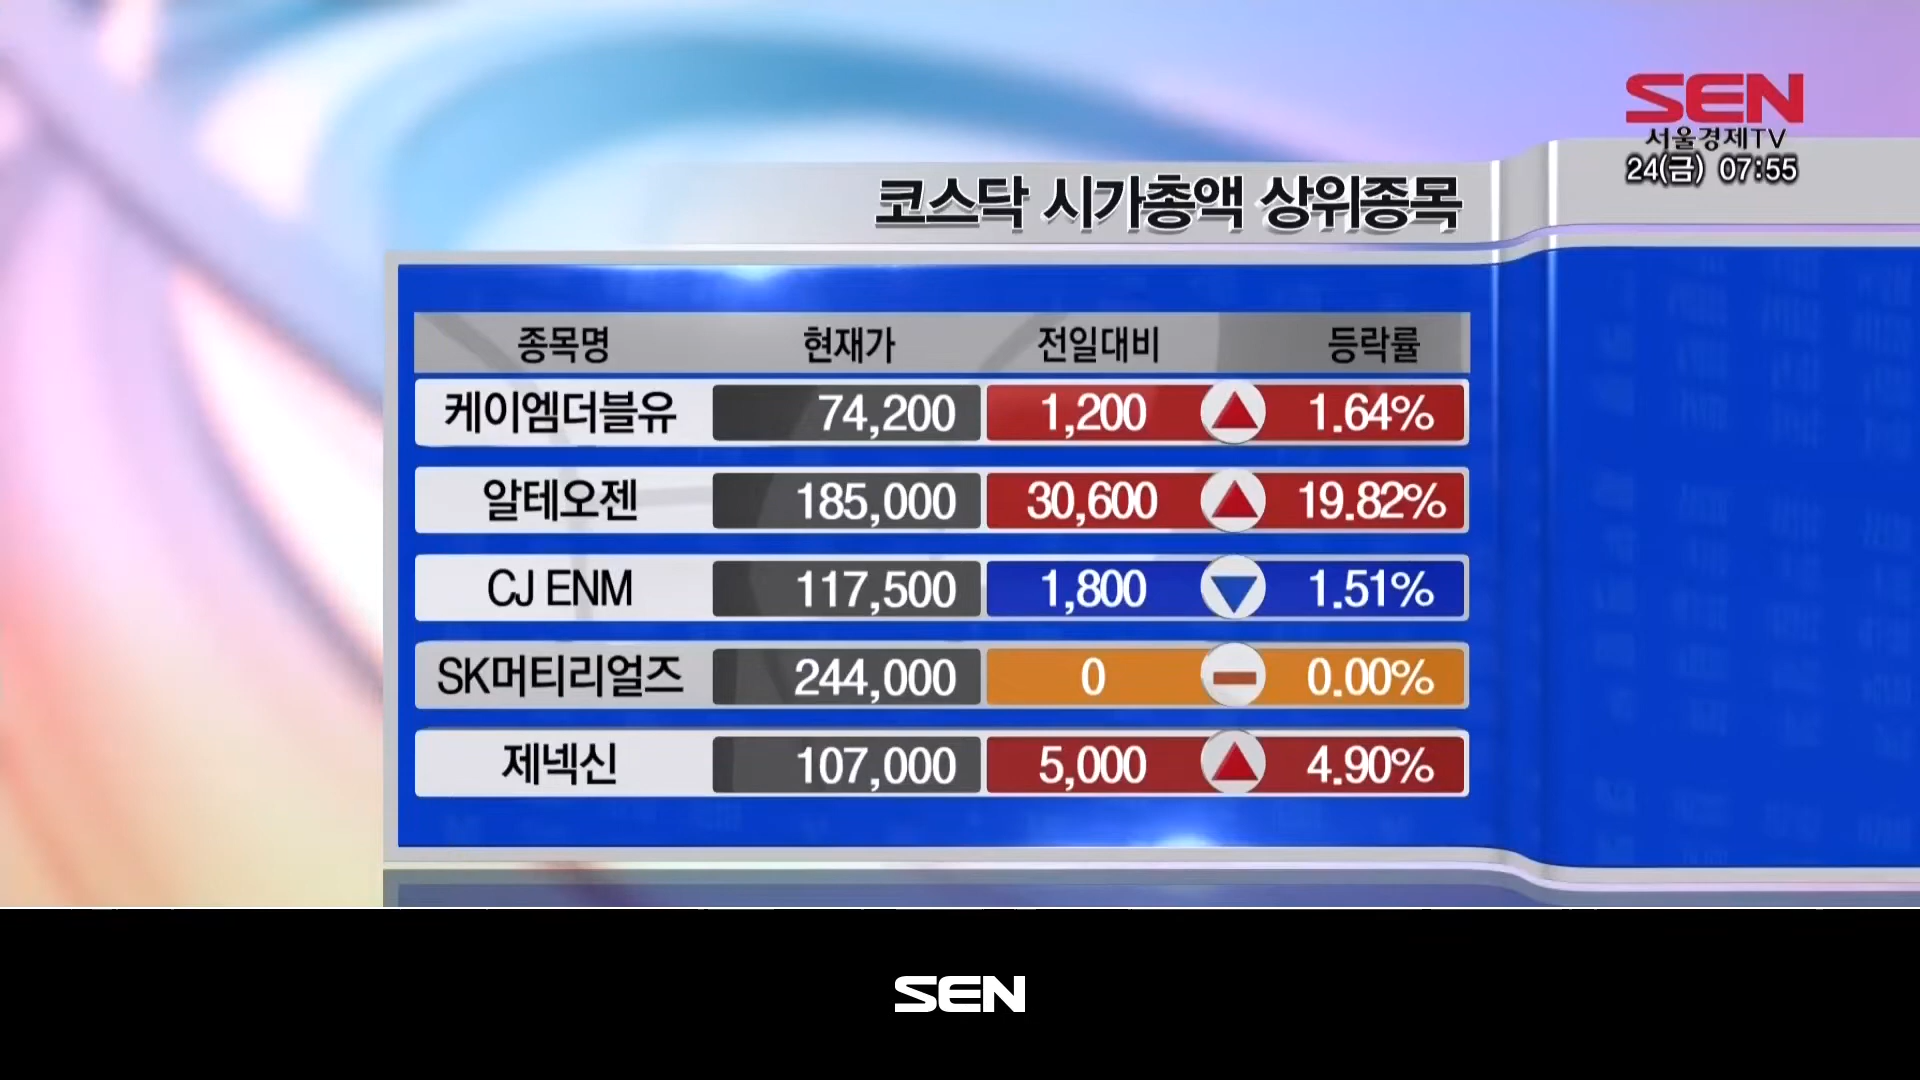 SEN
서울경제TV
24(금) 07:55
코스닥 시가총액 상위종목
종목명 현재가 전일대비 등락률
케이엠더블유 74,200 1,200 ▲ 1.64%
알테오젠 185,000 30,600 ▲ 19.82%
CJ ENM 117,500 1,800 ▼ 1.51%
SK머티리얼즈 244,000 0 - 0.00%
제넥신 107,000 5,000 ▲ 4.90%
SEN